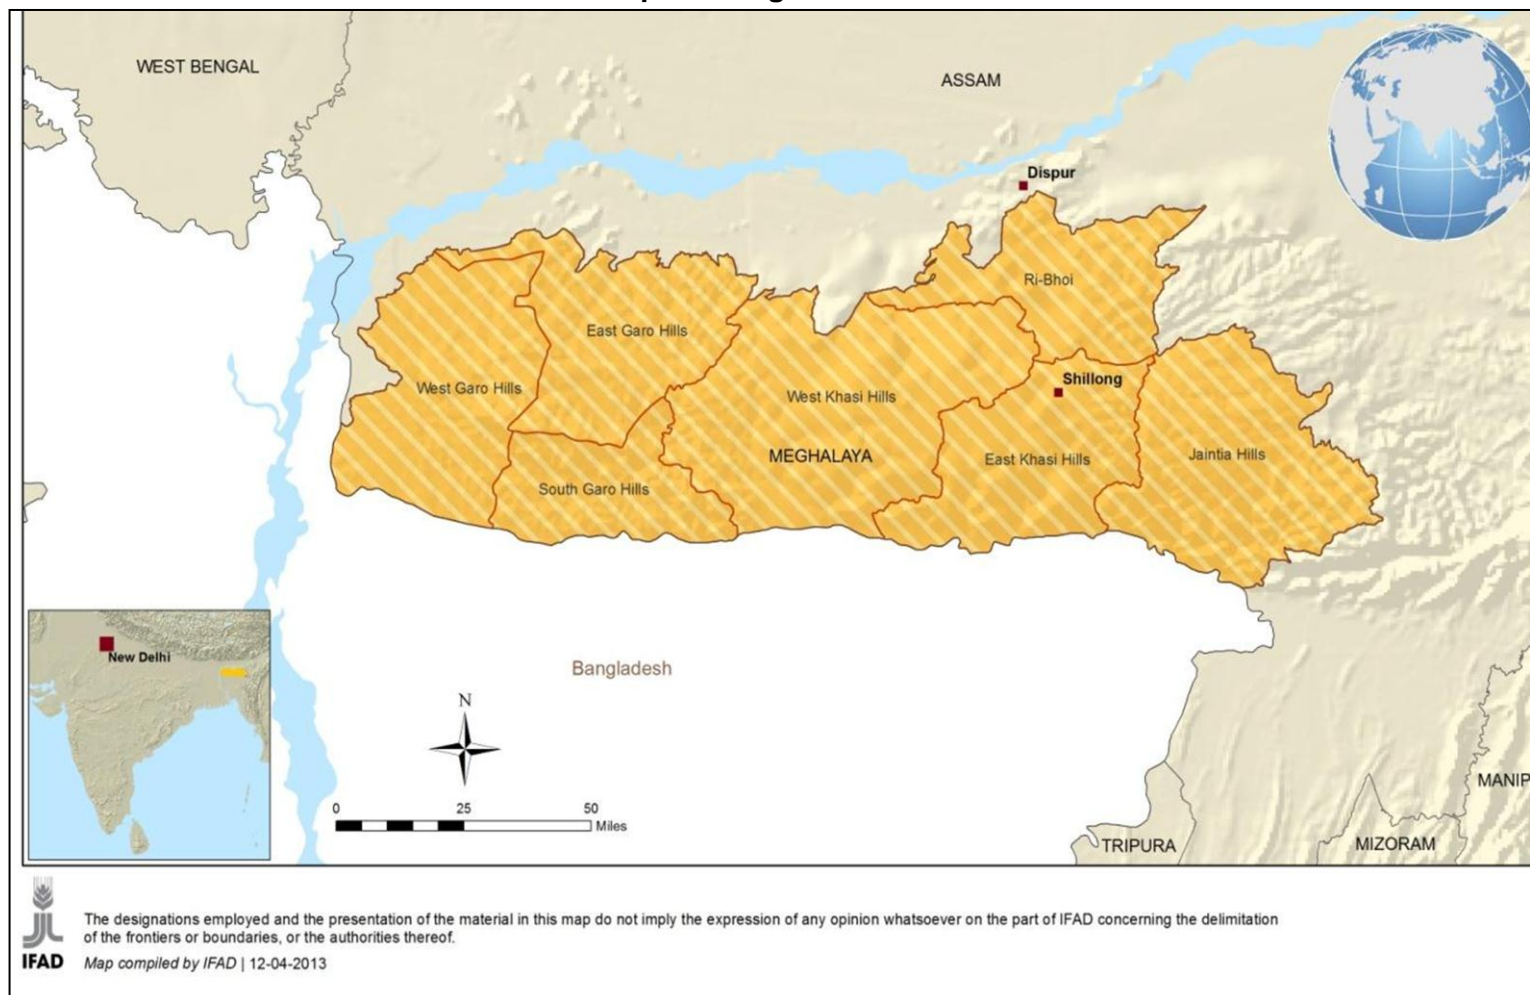 WEST BENGAL
ASSAM
Dispur
Ri-Bhoi
East Garo Hills
Shillong
West Garo Hills
West Khasi Hills
MEGHALAYA
East Khasi Hills
Jaintia Hills
South Garo Hills
New Delhi
Bangladesh
N
0 25 50
Miles
MANIP
TRIPURA
MIZORAM
The designations employed and the presentation of the material in this map do not imply the expression of any opinion whatsoever on the part of IFAD concerning the delimitation
of the frontiers or boundaries, or the authorities thereof.
IFAD
Map compiled by IFAD | 12-04-2013